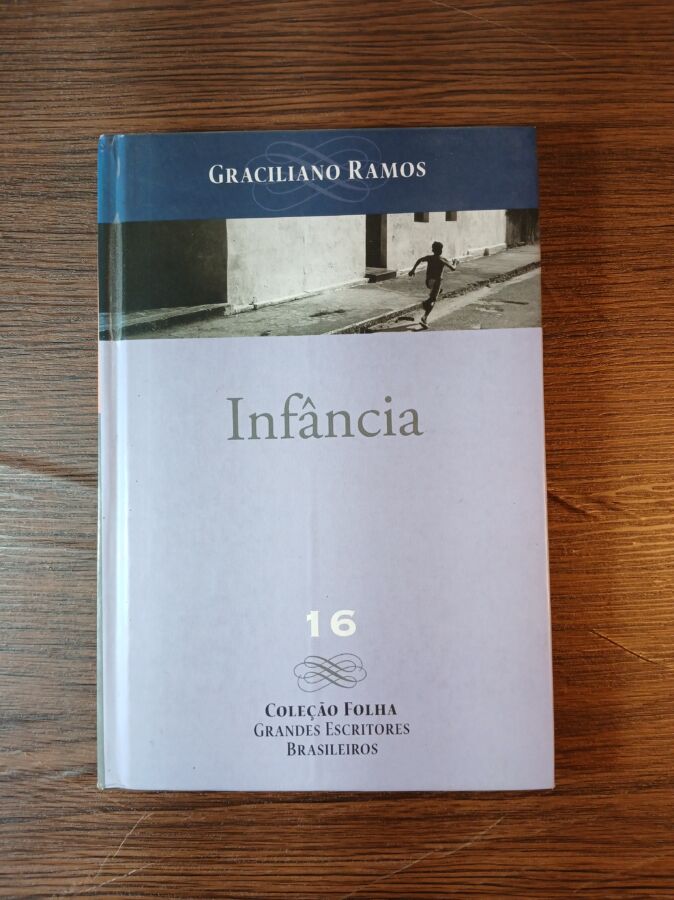 GRACILIANO RAMOS
Infância
16
COLEÇÃO FOLHA
GRANDES ESCRITORES
BRASILEIROS